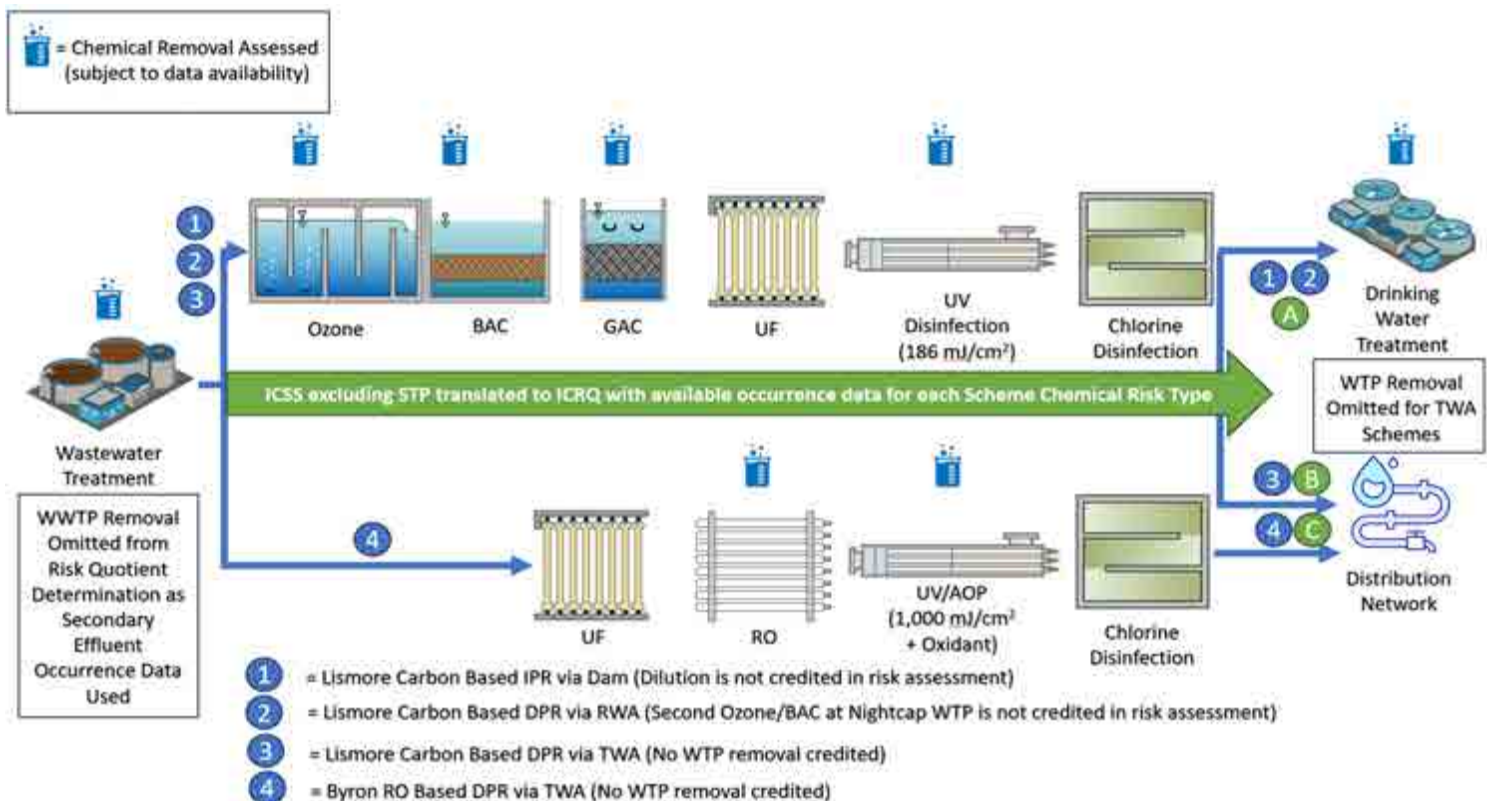 = Chemical Removal Assessed
(subject to data availability)
1
2
3
Ozone
BAC
GAC
UF
UV
Disinfection
(186 mJ/cm²)
Chlorine
Disinfection
1 2
A
Drinking
Water
Treatment
WTP Removal
Omitted for TWA
Schemes
ICSS excluding STP translated to ICRQ with available occurrence data for each Scheme Chemical Risk Type
Wastewater
Treatment
WWTP Removal
Omitted from
Risk Quotient
Determination as
Secondary
Effluent
Occurrence Data
Used
4
UF
RO
UV/AOP
(1,000 mJ/cm²
+ Oxidant)
Chlorine
Disinfection
3 B
4 C
Distribution
Network
1 = Lismore Carbon Based IPR via Dam (Dilution is not credited in risk assessment)
2 = Lismore Carbon Based DPR via RWA (Second Ozone/BAC at Nightcap WTP is not credited in risk assessment)
3 = Lismore Carbon Based DPR via TWA (No WTP removal credited)
4 = Byron RO Based DPR via TWA (No WTP removal credited)